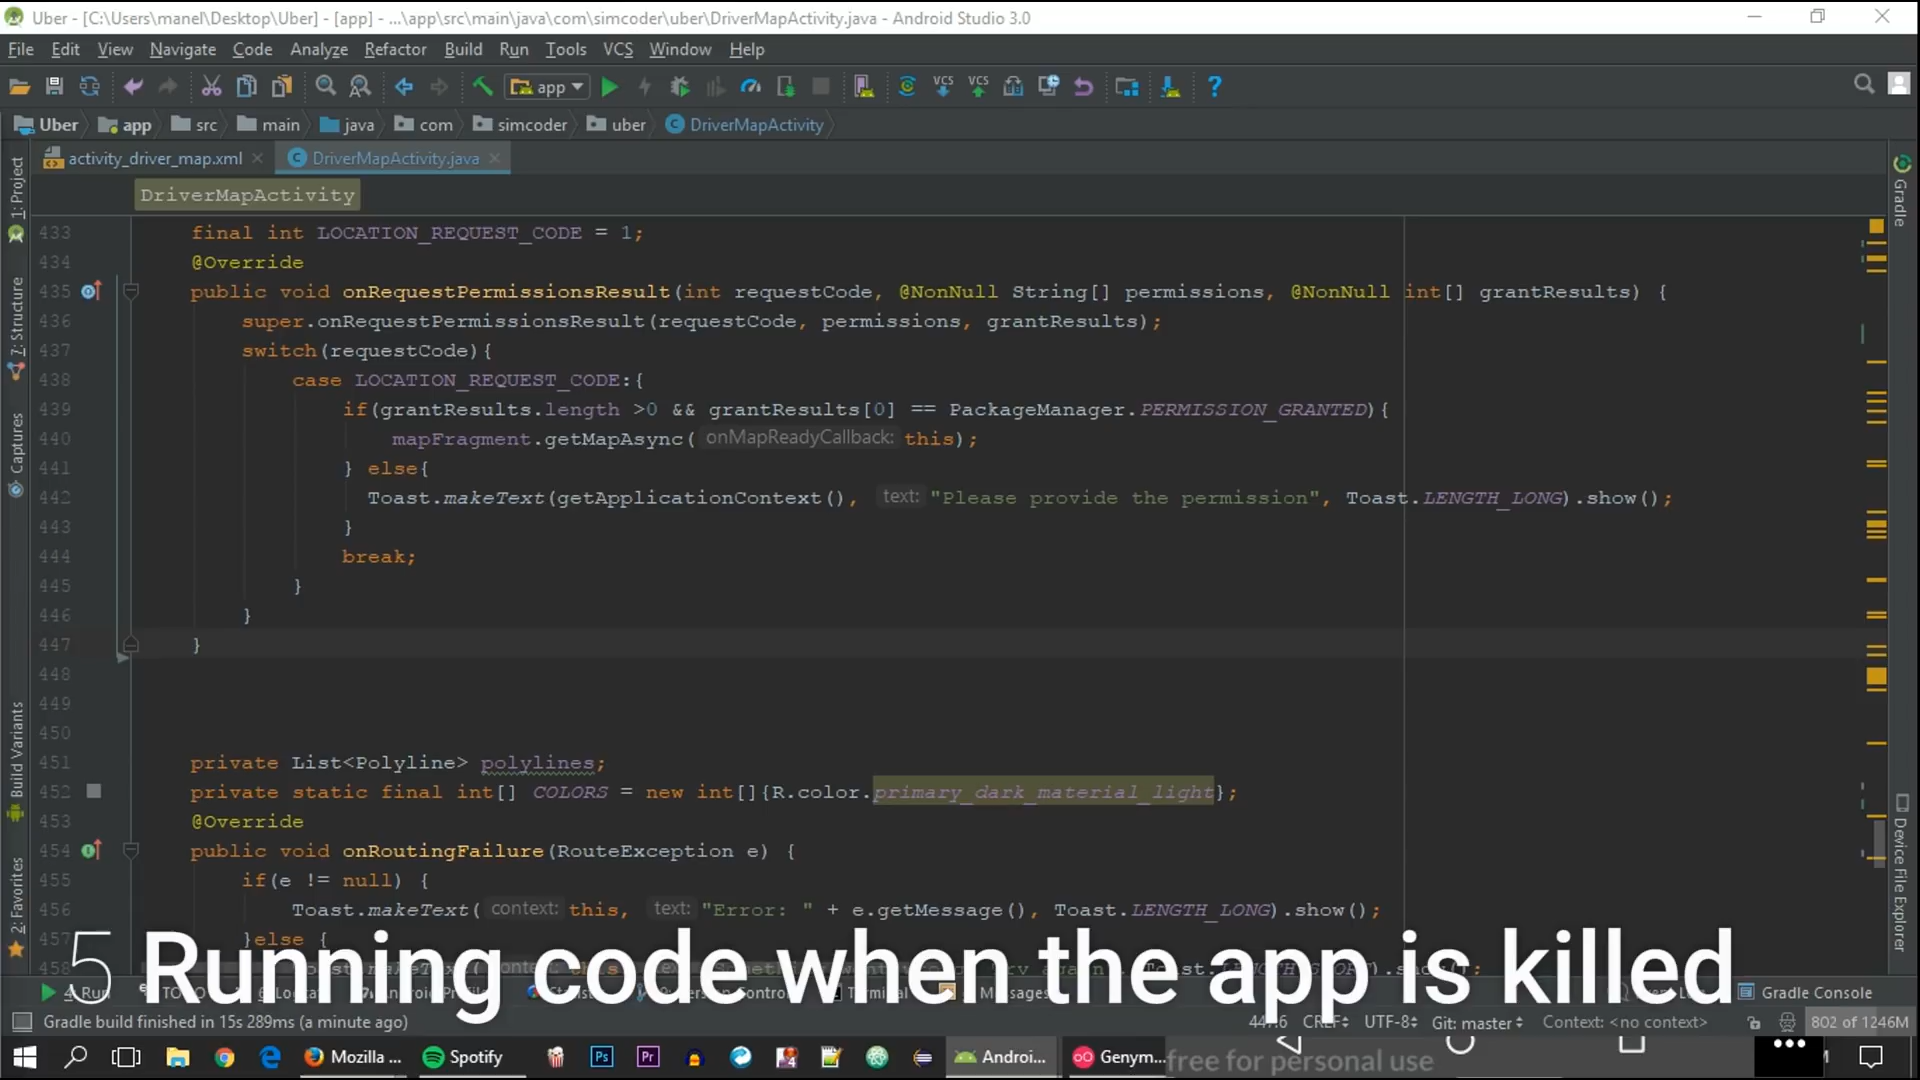 Uber - [C:\Users\manel\Desktop\Uber] - [app] - ...\app\src\main\java\com\simcoder\uber\DriverMapActivity.java - Android Studio 3.0
File Edit View Navigate Code Analyze Refactor Build Run Tools VCS Window Help
app VCS VCS ?
Uber app src main java com simcoder uber DriverMapActivity
activity_driver_map.xml DriverMapActivity.java
DriverMapActivity
1: Project
7: Structure
Captures
Build Variants
2: Favorites
Gradle
Device File Explorer
433 final int LOCATION_REQUEST_CODE = 1;
434 @Override
435 public void onRequestPermissionsResult(int requestCode, @NonNull String[] permissions, @NonNull int[] grantResults) {
436 super.onRequestPermissionsResult(requestCode, permissions, grantResults);
437 switch(requestCode){
438 case LOCATION_REQUEST_CODE:{
439 if(grantResults.length >0 && grantResults[0] == PackageManager.PERMISSION_GRANTED){
440 mapFragment.getMapAsync( onMapReadyCallback: this);
441 } else{
442 Toast.makeText(getApplicationContext(), text: "Please provide the permission", Toast.LENGTH_LONG).show();
443 }
444 break;
445 }
446 }
447 }
448
449
450
451 private List<Polyline> polylines;
452 private static final int[] COLORS = new int[]{R.color.primary_dark_material_light};
453 @Override
454 public void onRoutingFailure(RouteException e) {
455 if(e != null) {
456 Toast.makeText( context: this, text: "Error: " + e.getMessage(), Toast.LENGTH_LONG).show();
457 }else {
458
5 Running code when the app is killed
Gradle Console
Gradle build finished in 15s 289ms (a minute ago)
CRLF UTF-8 Git: master Context: <no context> 802 of 1246M
Mozilla ... Spotify Ps Pr Androi... Genym...
free for personal use